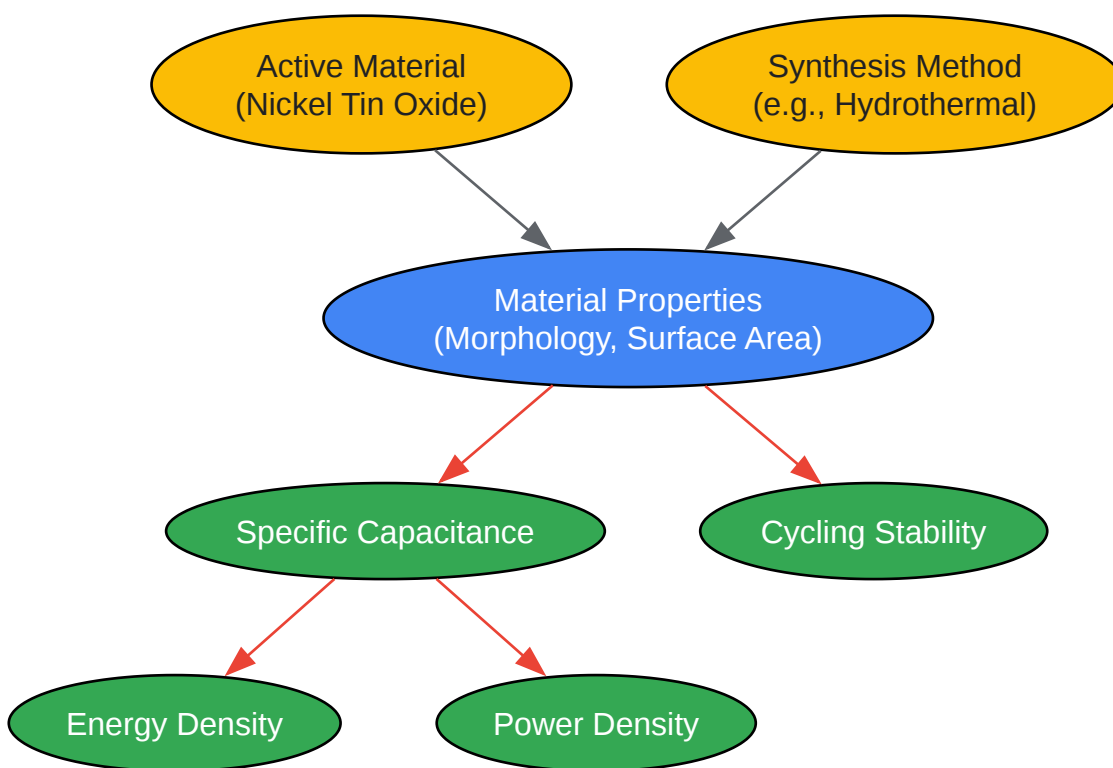 Active Material
(Nickel Tin Oxide)
Synthesis Method
(e.g., Hydrothermal)
Material Properties
(Morphology, Surface Area)
Specific Capacitance
Cycling Stability
Energy Density
Power Density